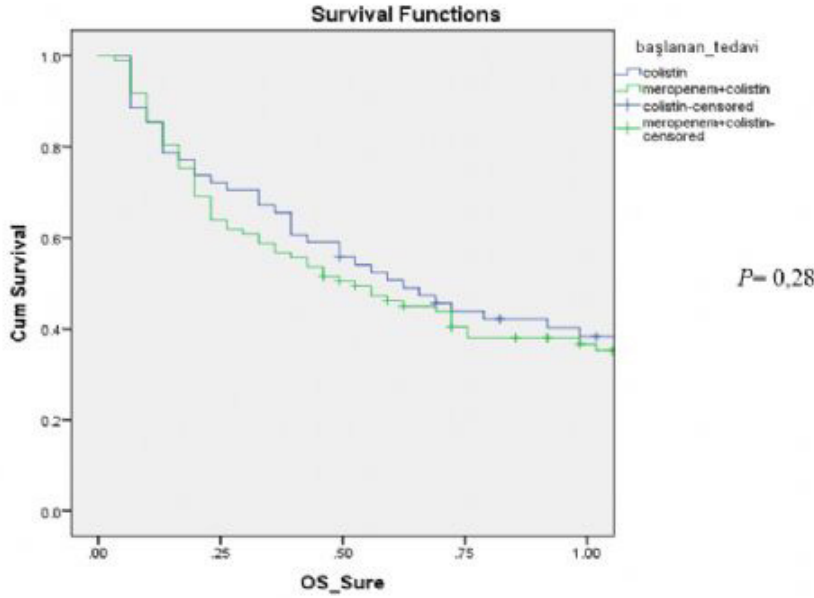 Survival Functions
başlanan_tedavi
colistin
meropenem+colistin
colistin-censored
meropenem+colistin-
censored
P= 0,28
Cum Survival
1.0
0.8
0.6
0.4
0.2
0.0
.00 .25 .50 .75 1.00
OS_Sure